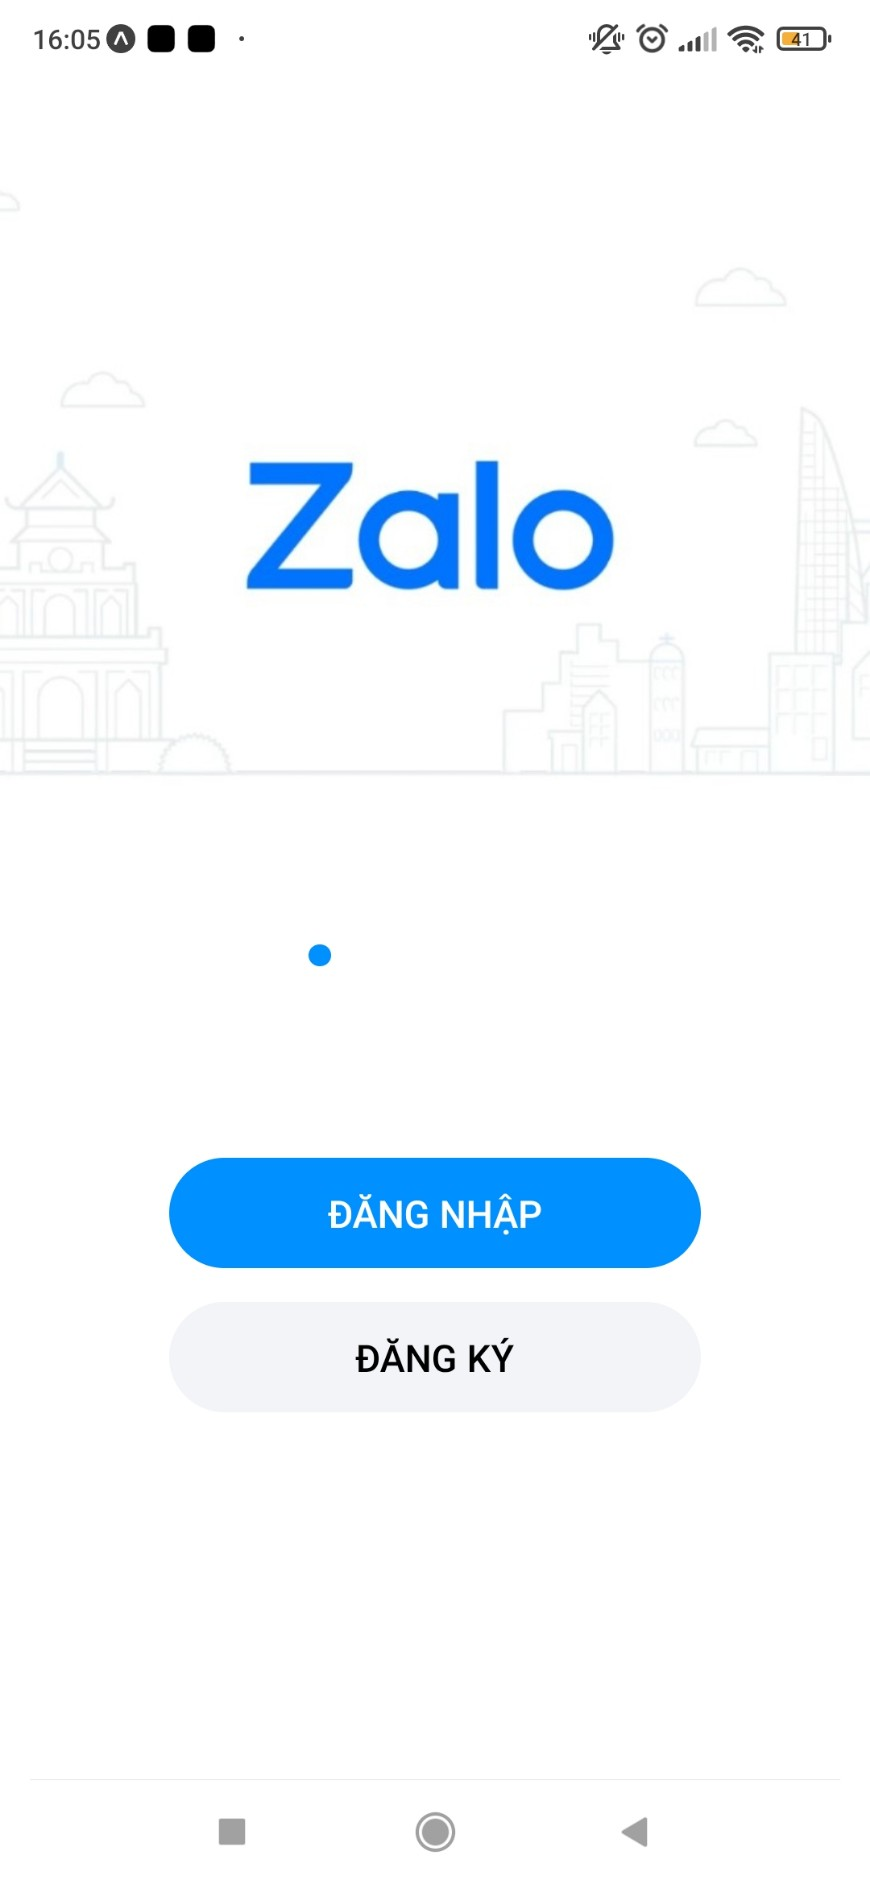 16:05
41
Zalo
ĐĂNG NHẬP
ĐĂNG KÝ